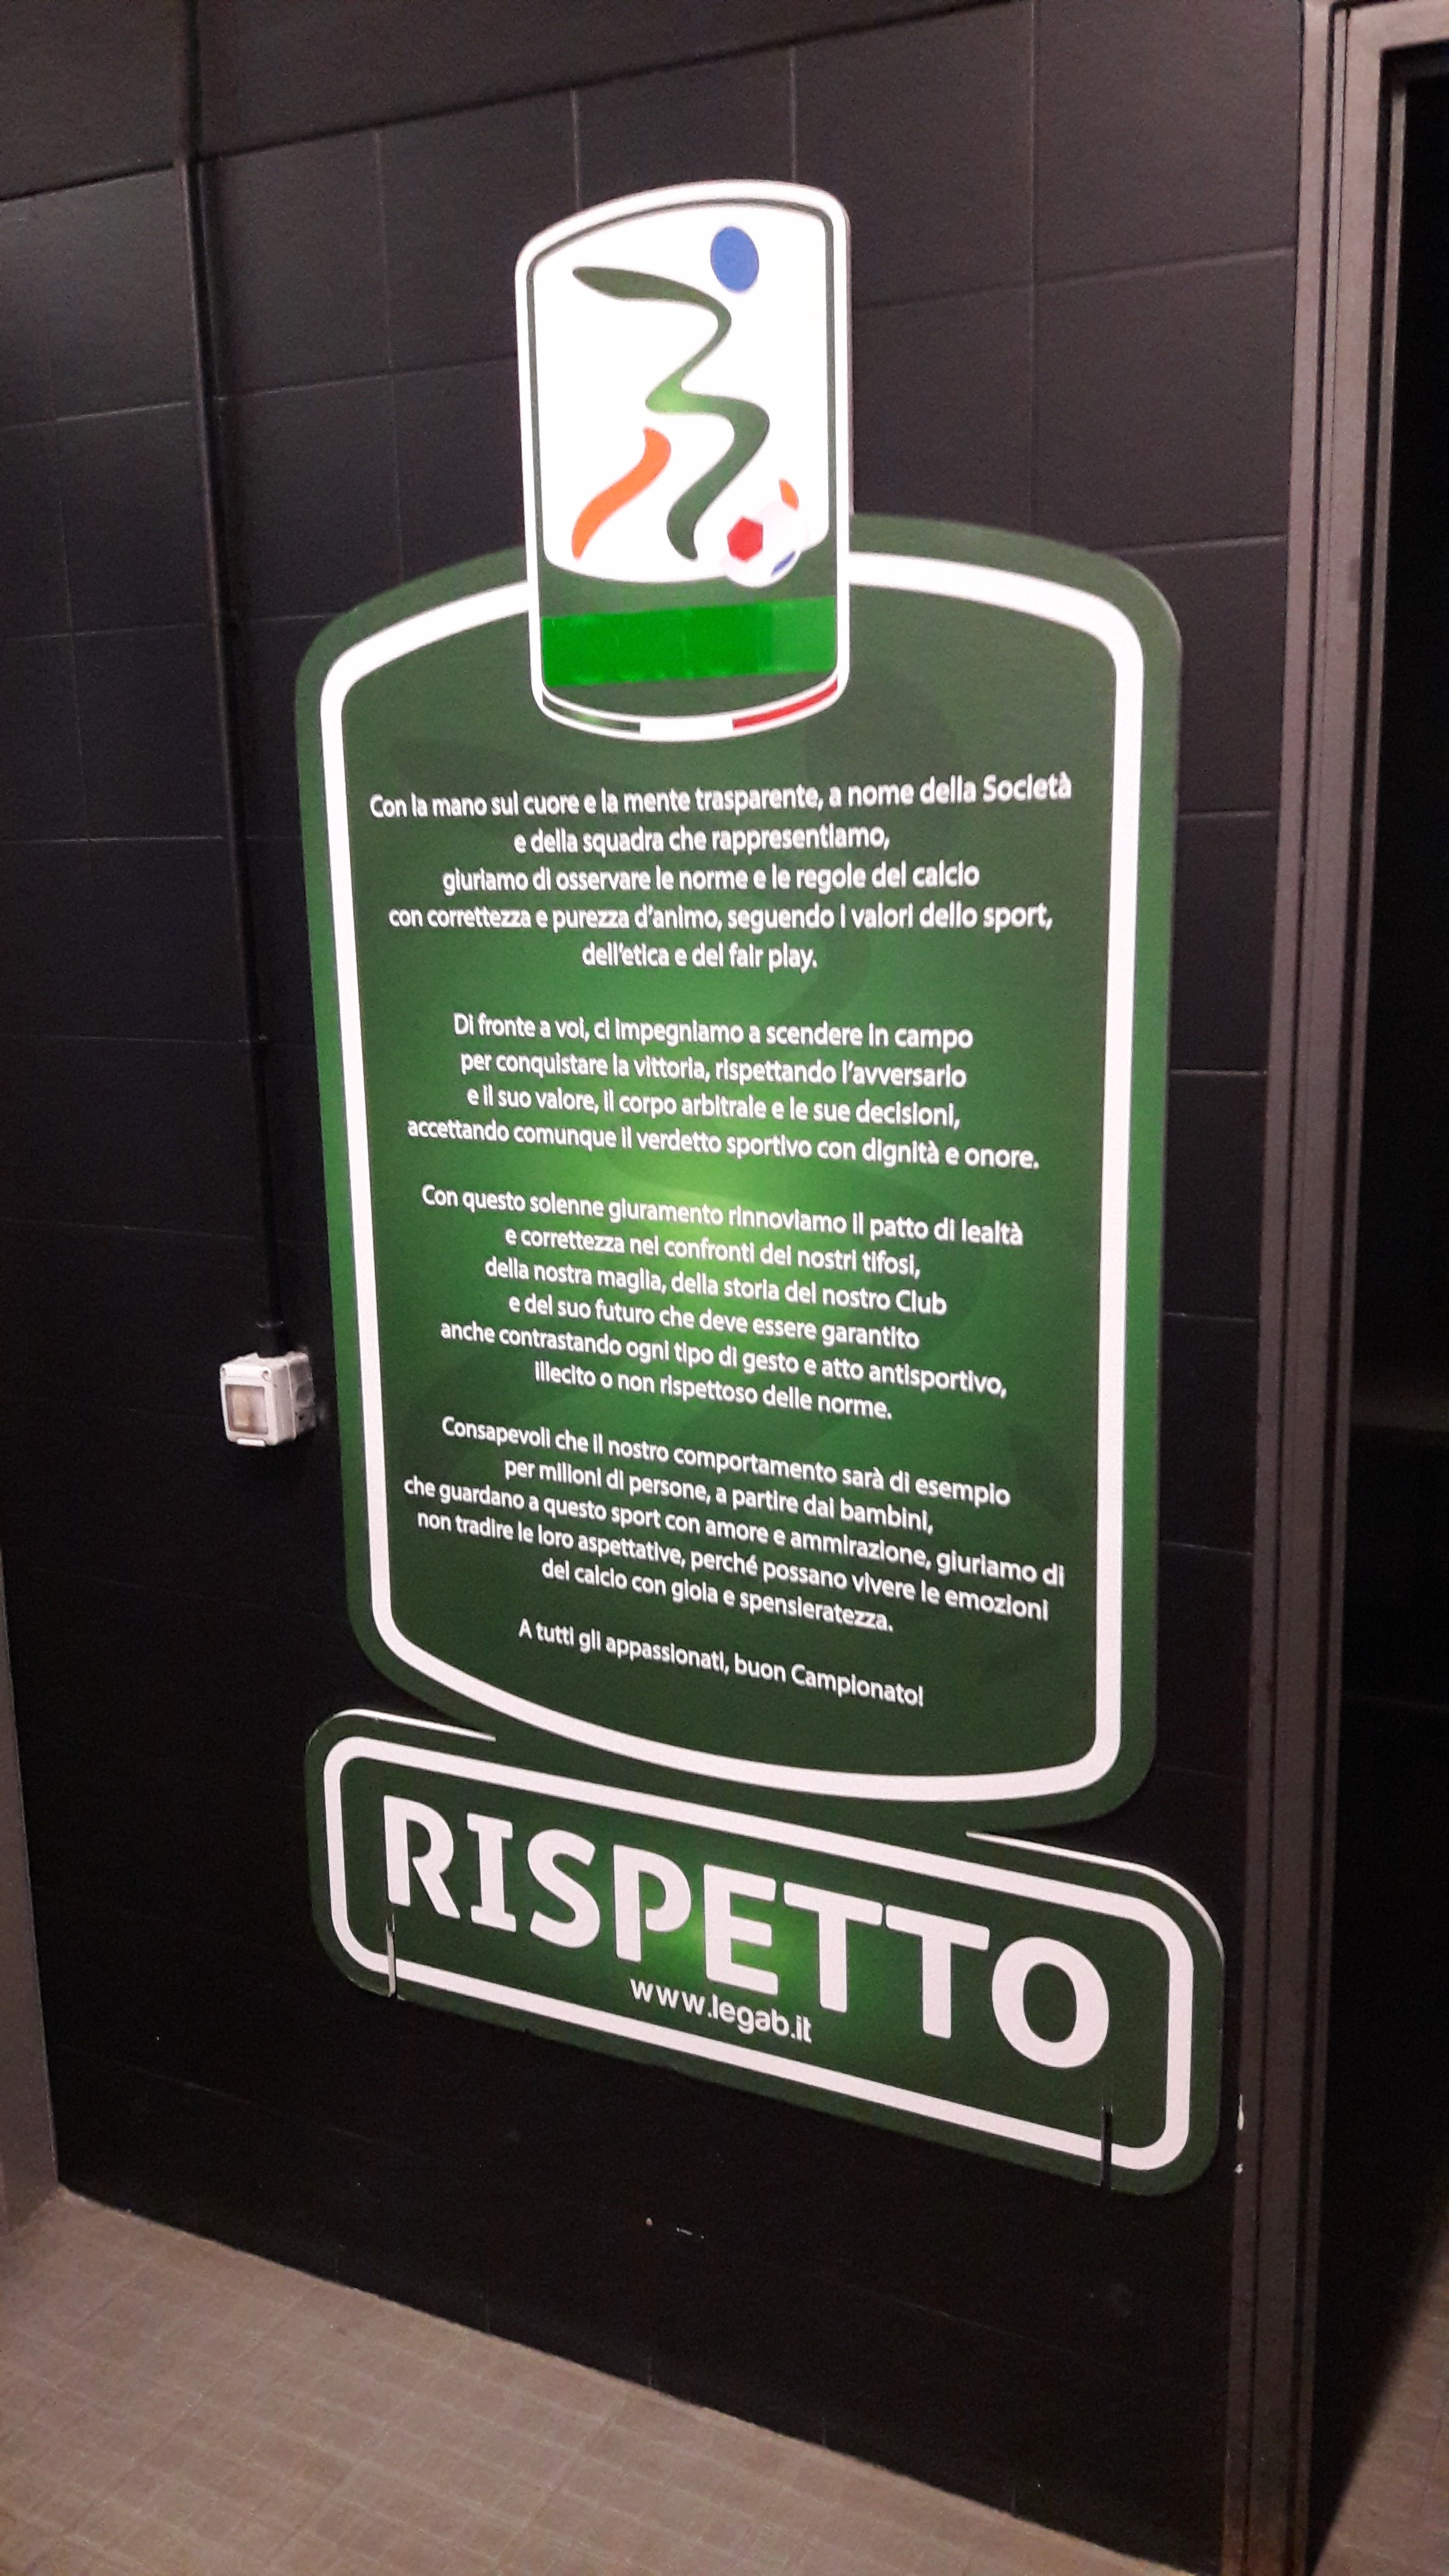 Con la mano sul cuore e la mente trasparente, a nome della Società
e della squadra che rappresentiamo,
giuriamo di osservare le norme e le regole del calcio
con correttezza e purezza d'animo, seguendo i valori dello sport,
dell'etica e del fair play.
Di fronte a voi, ci impegniamo a scendere in campo
per conquistare la vittoria, rispettando l'avversario
e il suo valore, il corpo arbitrale e le sue decisioni,
accettando comunque il verdetto sportivo con dignità e onore.
Con questo solenne giuramento rinnoviamo il patto di lealtà
e correttezza nei confronti dei nostri tifosi,
della nostra maglia, della storia del nostro Club
e del suo futuro che deve essere garantito
anche contrastando ogni tipo di gesto e atto antisportivo,
illecito o non rispettoso delle norme.
Consapevoli che il nostro comportamento sarà di esempio
per milioni di persone, a partire dai bambini,
che guardano a questo sport con amore e ammirazione, giuriamo di
non tradire le loro aspettative, perché possano vivere le emozioni
del calcio con gioia e spensieratezza.
A tutti gli appassionati, buon Campionato!
RISPETTO
www.legab.it